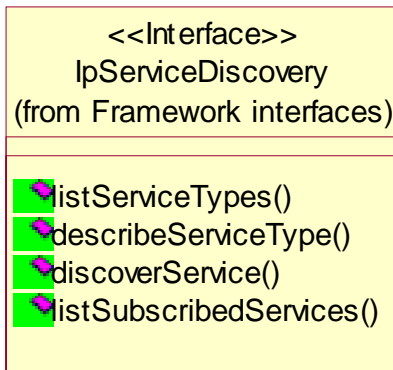 <<Interface>>
IpServiceDiscovery
(from Framework interfaces)
listServiceTypes()
describeServiceType()
discoverService()
listSubscribedServices()